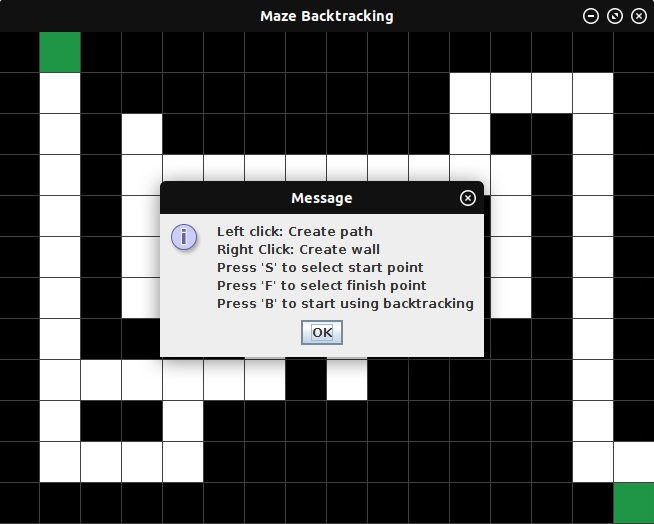 Maze Backtracking
Message
Left click: Create path
Right Click: Create wall
Press 'S' to select start point
Press 'F' to select finish point
Press 'B' to start using backtracking
OK